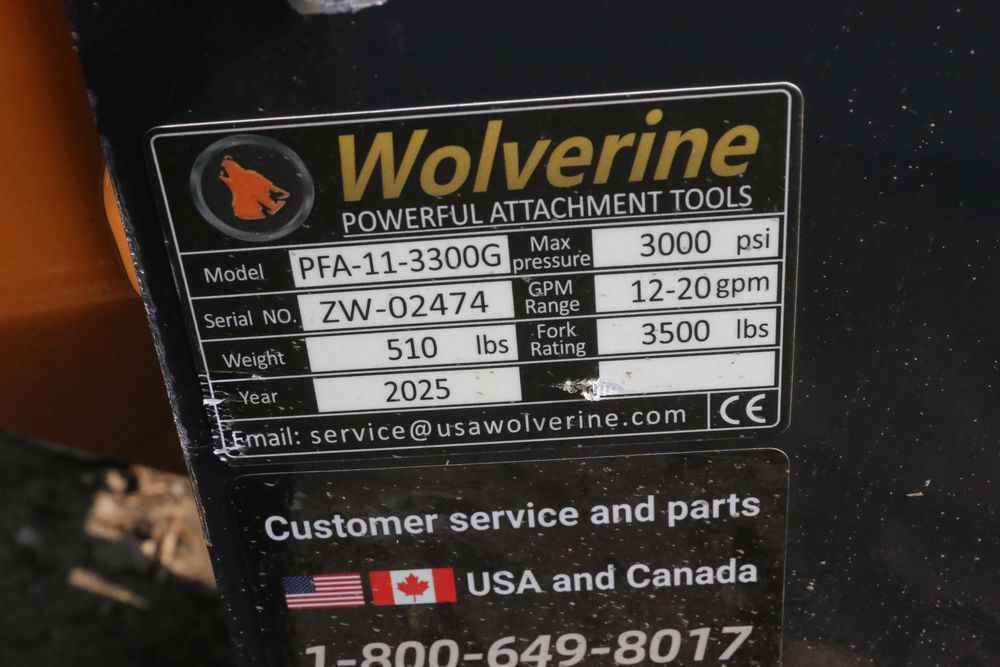 Wolverine
POWERFUL ATTACHMENT TOOLS
Model PFA-11-3300G Max pressure 3000 psi
Serial NO. ZW-02474 GPM Range 12-20 gpm
Weight 510 lbs Fork Rating 3500 lbs
Year 2025
Email: service@usawolverine.com CE
Customer service and parts
USA and Canada
1-800-649-8017